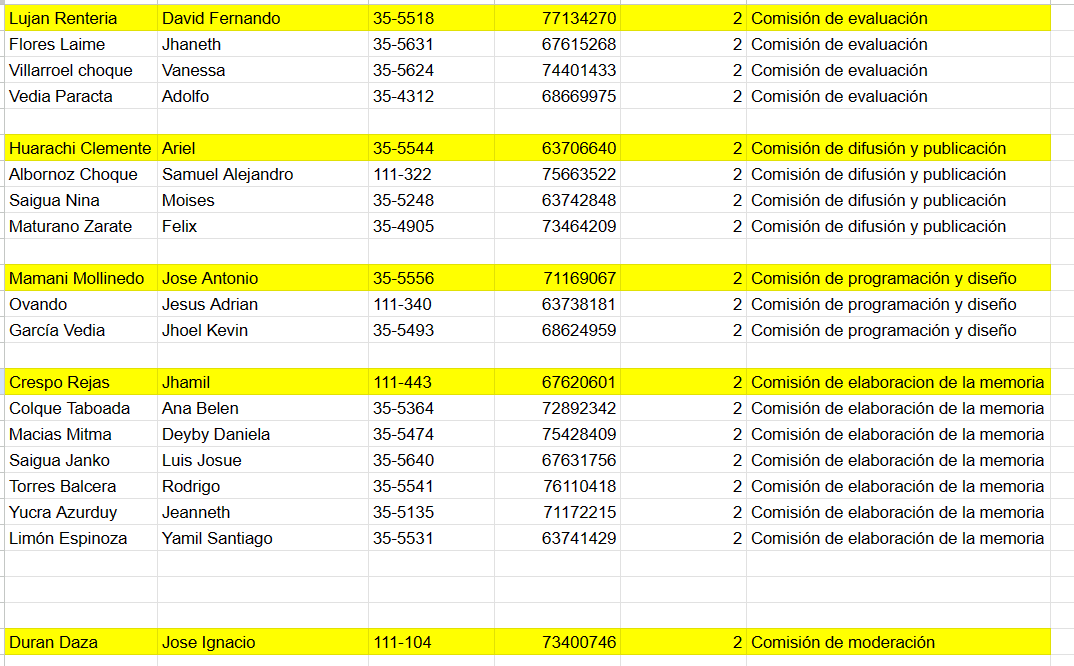 Lujan Renteria David Fernando 35-5518 77134270 2 Comisión de evaluación
Flores Laime Jhaneth 35-5631 67615268 2 Comisión de evaluación
Villarroel choque Vanessa 35-5624 74401433 2 Comisión de evaluación
Vedia Paracta Adolfo 35-4312 68669975 2 Comisión de evaluación
Huarachi Clemente Ariel 35-5544 63706640 2 Comisión de difusión y publicación
Albornoz Choque Samuel Alejandro 111-322 75663522 2 Comisión de difusión y publicación
Saigua Nina Moises 35-5248 63742848 2 Comisión de difusión y publicación
Maturano Zarate Felix 35-4905 73464209 2 Comisión de difusión y publicación
Mamani Mollinedo Jose Antonio 35-5556 71169067 2 Comisión de programación y diseño
Ovando Jesus Adrian 111-340 63738181 2 Comisión de programación y diseño
García Vedia Jhoel Kevin 35-5493 68624959 2 Comisión de programación y diseño
Crespo Rejas Jhamil 111-443 67620601 2 Comisión de elaboracion de la memoria
Colque Taboada Ana Belen 35-5364 72892342 2 Comisión de elaboración de la memoria
Macias Mitma Deyby Daniela 35-5474 75428409 2 Comisión de elaboración de la memoria
Saigua Janko Luis Josue 35-5640 67631756 2 Comisión de elaboración de la memoria
Torres Balcera Rodrigo 35-5541 76110418 2 Comisión de elaboración de la memoria
Yucra Azurduy Jeanneth 35-5135 71172215 2 Comisión de elaboración de la memoria
Limón Espinoza Yamil Santiago 35-5531 63741429 2 Comisión de elaboración de la memoria
Duran Daza Jose Ignacio 111-104 73400746 2 Comisión de moderación